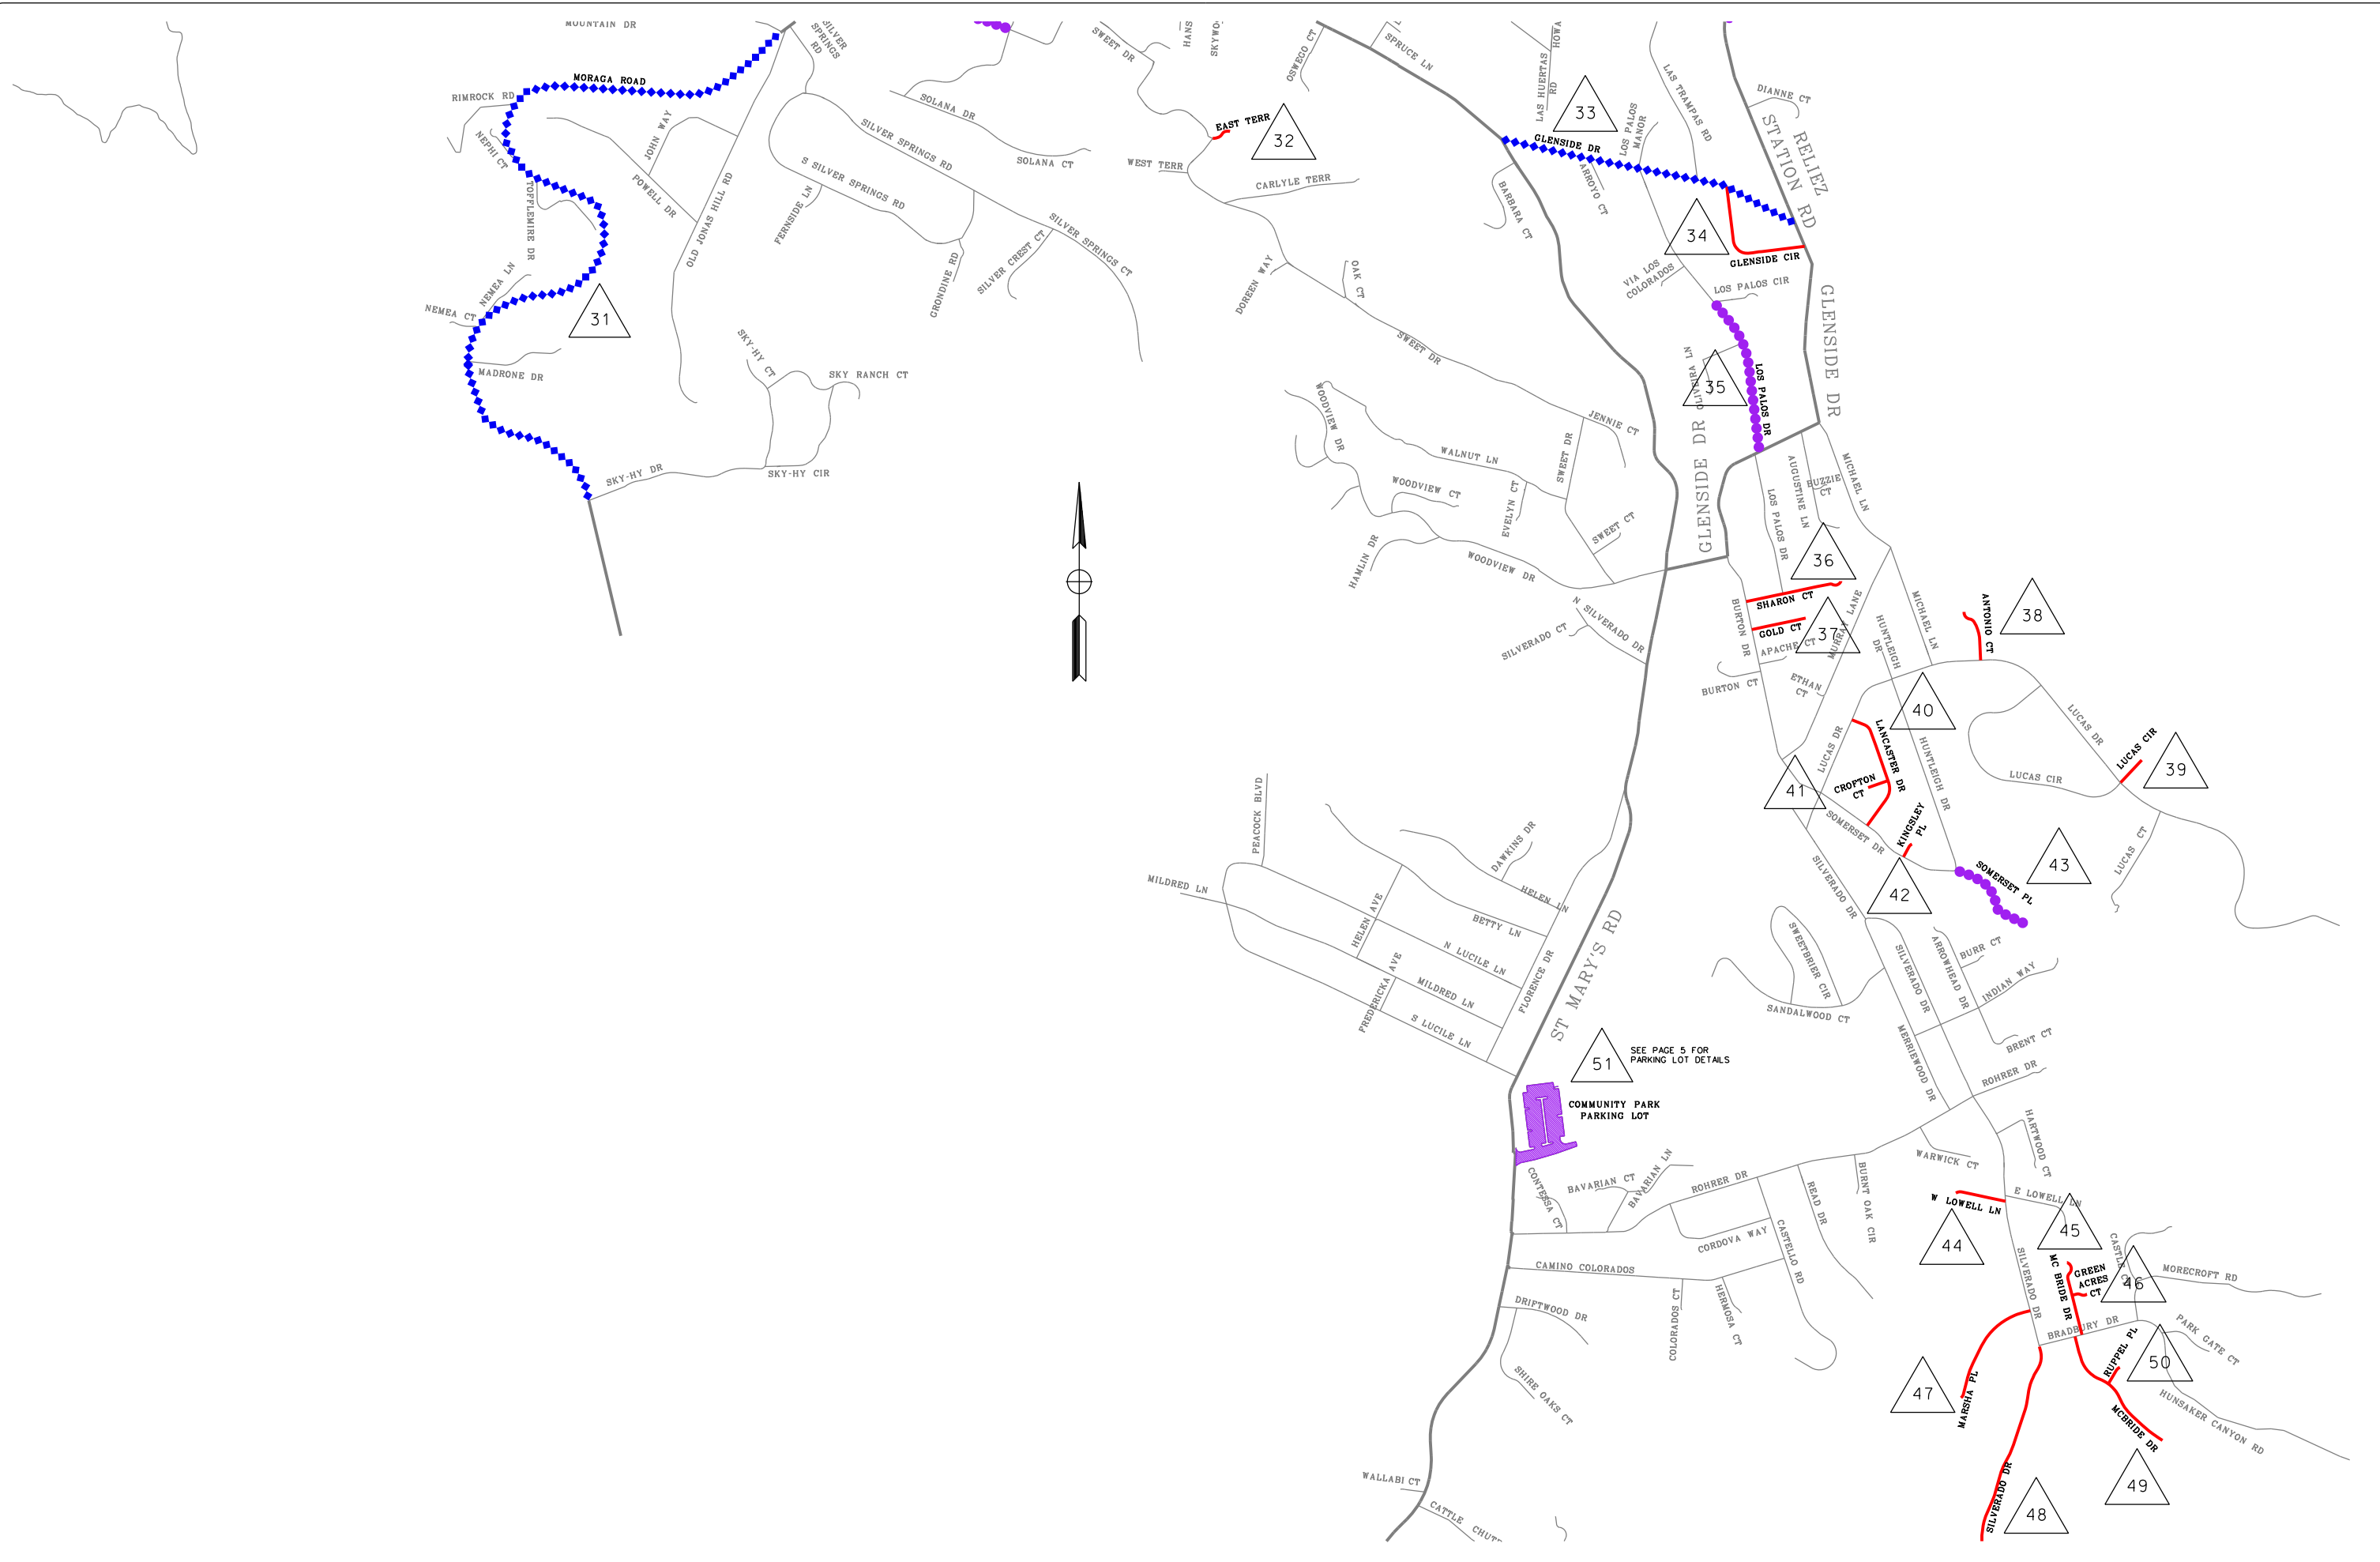 MOUNTAIN DR
SILVER
SPRINGS
RD
MORAGA ROAD
RIMROCK RD
NEPHI CT
JOHN WAY
POWELL DR
TOPPLEMIRE DR
OLD JONAS HILL RD
NEMEA LN
NEMEA CT
31
MADRONE DR
SKY-HY DR
SKY-HY CT
SKY RANCH CT
SKY-HY CIR
SOLANA DR
SILVER SPRINGS RD
SOLANA CT
S SILVER SPRINGS RD
FERNSIDE LN
GRONDINE RD
SILVER CREST CT
SILVER SPRINGS CT
SWEET DR
HANS
SKYWO
EAST TERR
32
WEST TERR
CARLYLE TERR
OSWEGO CT
SPRUCE LN
DOREEN WAY
OAK CT
SWEET DR
JENNIE CT
LAS HUERTAS
RD
HOWA
33
LOS PALOS
MANOR
LAS TRAMPAS RD
DIANNE CT
RELIEZ
STATION RD
GLENSIDE DR
ARROYO CT
BARBARA CT
34
GLENSIDE CIR
VIA LOS
COLORADOS
LOS PALOS CIR
GLENSIDE DR
OLIVEIRA LN
35
LOS PALOS DR
GLENSIDE DR
WOODVIEW DR
WALNUT LN
SWEET DR
WOODVIEW CT
EVELYN CT
SWEET CT
HAMLIN DR
WOODVIEW DR
AUGUSTINE LN
BUZZIE
CT
MICHAEL LN
LOS PALOS DR
36
SHARON CT
GOLD CT
37
BURTON DR
APACHE CT
MURRAY LANE
BURTON CT
ETHAN
CT
HUNTLEIGH
DR
MICHAEL LN
ANTONIO CT
38
N SILVERADO DR
SILVERADO CT
40
LUCAS DR
LANCASTER DR
LUCAS DR
HUNTLEIGH DR
LUCAS CIR
LUCAS CIR
39
CROFTON
CT
41
SOMERSET DR
KINGSLEY
PL
42
SOMERSET PL
43
LUCAS CT
SILVERADO DR
PEACOCK BLVD
MILDRED LN
DAWKINS DR
HELEN LN
HELEN AVE
BETTY LN
N LUCILE LN
FREDERICKA AVE
MILDRED LN
FLORENCE DR
S LUCILE LN
ST MARY'S RD
SWEETBRIER CIR
SANDALWOOD CT
SILVERADO DR
ARROWHEAD DR
BURR CT
INDIAN WAY
MERRIEWOOD DR
BRENT CT
ROHRER DR
51
SEE PAGE 5 FOR
PARKING LOT DETAILS
COMMUNITY PARK
PARKING LOT
CONTESSA CT
BAVARIAN CT
BAVARIAN LN
ROHRER DR
READ DR
BURNT OAK CIR
WARWICK CT
HARTWOOD CT
CORDOVA WAY
CASTELLO RD
CAMINO COLORADOS
COLORADOS CT
HERMOSA CT
DRIFTWOOD DR
SHIRE OAKS CT
W LOWELL LN
E LOWELL LN
44
45
SILVERADO DR
MC BRIDE DR
GREEN
ACRES
CT
46
MORECROFT RD
BRADBURY DR
PARK GATE CT
RUPPEL PL
50
HUNSAKER CANYON RD
47
MARSHA PL
MCBRIDE DR
49
SILVERADO DR
48
WALLABI CT
CATTLE